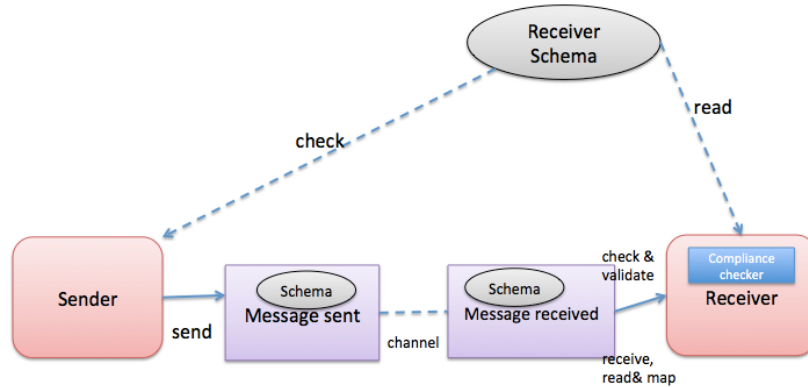 Receiver
Schema
read
check
Sender
send
Schema
Message sent
channel
Schema
Message received
check &
validate
receive,
read& map
Compliance
checker
Receiver